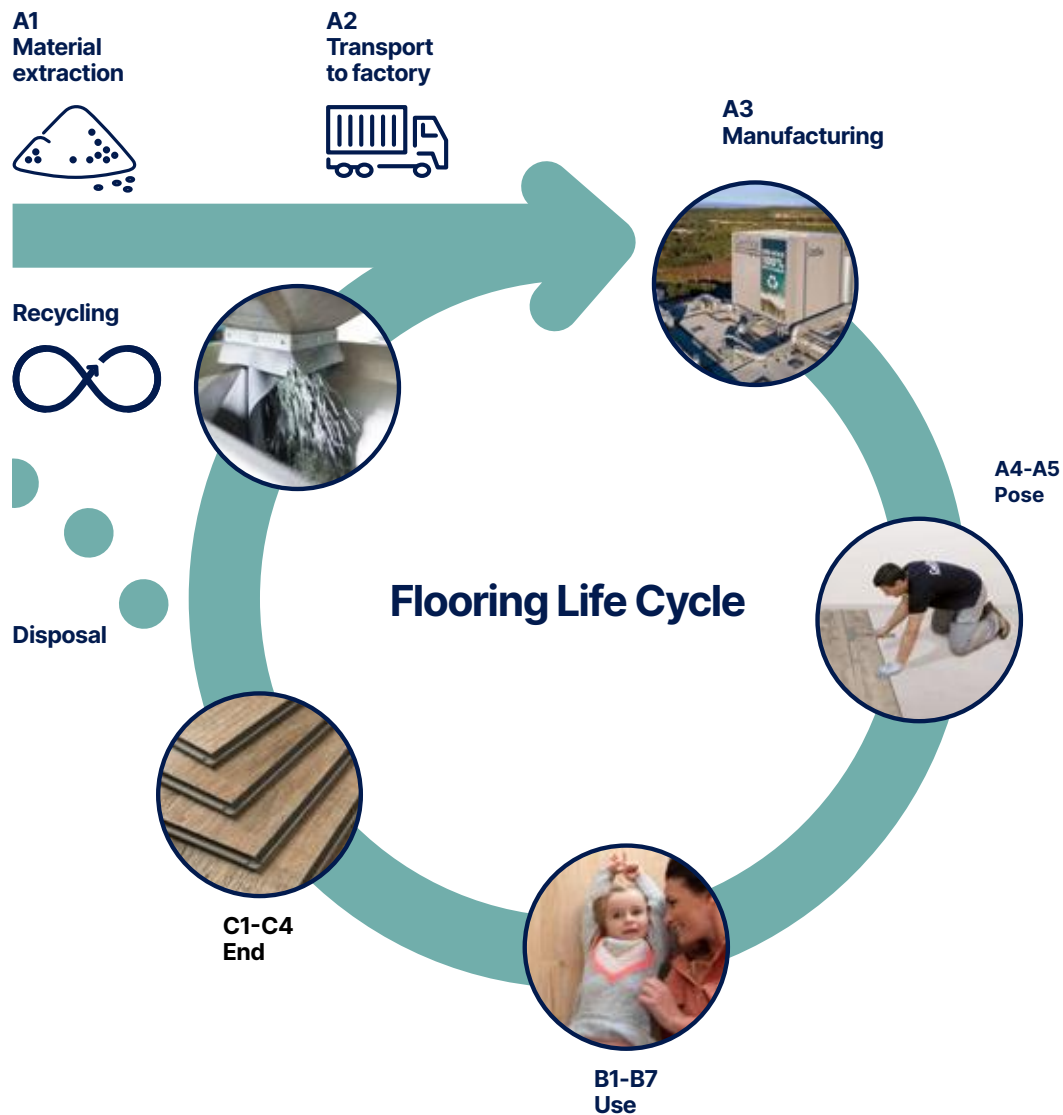 A1
Material
extraction
A2
Transport
to factory
A3
Manufacturing
Recycling
A4-A5
Pose
Flooring Life Cycle
Disposal
C1-C4
End
B1-B7
Use